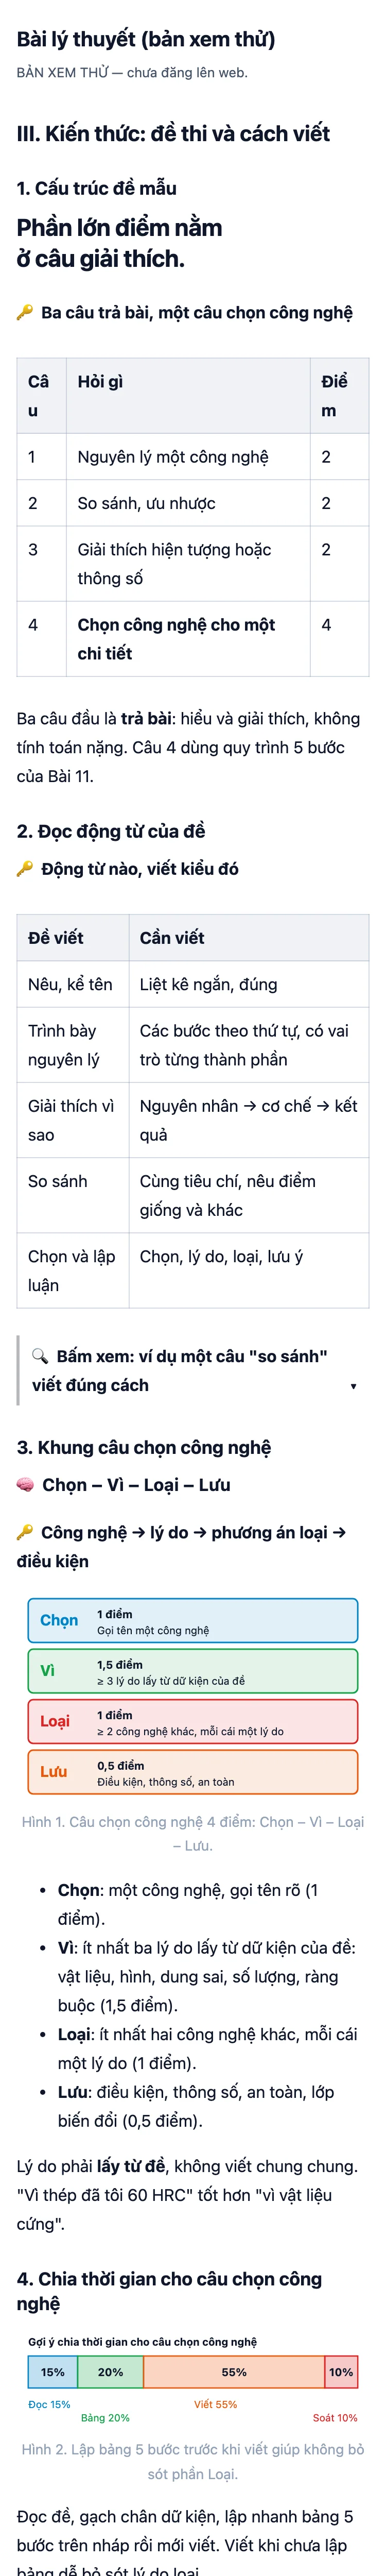 Bài lý thuyết (bản xem thử)
BẢN XEM THỬ — chưa đăng lên web.
III. Kiến thức: đề thi và cách viết
1. Cấu trúc đề mẫu
Phần lớn điểm nằm
ở câu giải thích.
🔑 Ba câu trả bài, một câu chọn công nghệ
Câ
u
Hỏi gì
Điể
m
1
Nguyên lý một công nghệ
2
2
So sánh, ưu nhược
2
3
Giải thích hiện tượng hoặc
thông số
2
4
Chọn công nghệ cho một
chi tiết
4
Ba câu đầu là trả bài: hiểu và giải thích, không
tính toán nặng. Câu 4 dùng quy trình 5 bước
của Bài 11.
2. Đọc động từ của đề
🔑 Động từ nào, viết kiểu đó
Đề viết
Cần viết
Nêu, kể tên
Liệt kê ngắn, đúng
Trình bày
nguyên lý
Các bước theo thứ tự, có vai
trò từng thành phần
Giải thích vì
sao
Nguyên nhân → cơ chế → kết
quả
So sánh
Cùng tiêu chí, nêu điểm
giống và khác
Chọn và lập
luận
Chọn, lý do, loại, lưu ý
🔍 Bấm xem: ví dụ một câu "so sánh"
viết đúng cách ▼
3. Khung câu chọn công nghệ
🧠 Chọn – Vì – Loại – Lưu
🔑 Công nghệ → lý do → phương án loại →
điều kiện
Chọn
1 điểm
Gọi tên một công nghệ
Vì
1,5 điểm
≥ 3 lý do lấy từ dữ kiện của đề
Loại
1 điểm
≥ 2 công nghệ khác, mỗi cái một lý do
Lưu
0,5 điểm
Điều kiện, thông số, an toàn
Hình 1. Câu chọn công nghệ 4 điểm: Chọn – Vì – Loại
– Lưu.
• Chọn: một công nghệ, gọi tên rõ (1
điểm).
• Vì: ít nhất ba lý do lấy từ dữ kiện của đề:
vật liệu, hình, dung sai, số lượng, ràng
buộc (1,5 điểm).
• Loại: ít nhất hai công nghệ khác, mỗi cái
một lý do (1 điểm).
• Lưu: điều kiện, thông số, an toàn, lớp
biến đổi (0,5 điểm).
Lý do phải lấy từ đề, không viết chung chung.
"Vì thép đã tôi 60 HRC" tốt hơn "vì vật liệu
cứng".
4. Chia thời gian cho câu chọn công
nghệ
Gợi ý chia thời gian cho câu chọn công nghệ
15% 20% 55% 10%
Đọc 15%
Viết 55%
Bảng 20%
Soát 10%
Hình 2. Lập bảng 5 bước trước khi viết giúp không bỏ
sót phần Loại.
Đọc đề, gạch chân dữ kiện, lập nhanh bảng 5
bước trên nháp rồi mới viết. Viết khi chưa lập
bảng dễ bỏ sót lý do loại.